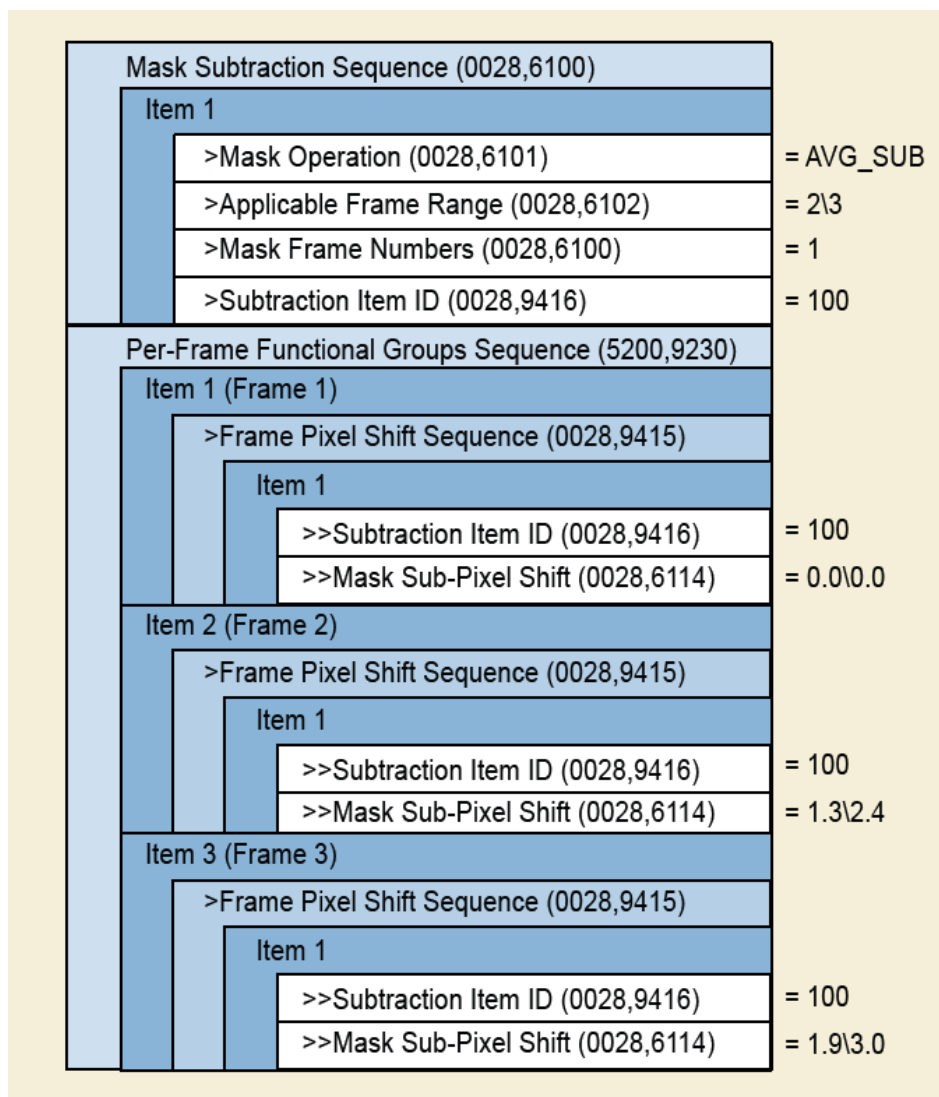 Mask Subtraction Sequence (0028,6100)
Item 1
>Mask Operation (0028,6101) = AVG_SUB
>Applicable Frame Range (0028,6102) = 2\3
>Mask Frame Numbers (0028,6100) = 1
>Subtraction Item ID (0028,9416) = 100
Per-Frame Functional Groups Sequence (5200,9230)
Item 1 (Frame 1)
>Frame Pixel Shift Sequence (0028,9415)
Item 1
>>Subtraction Item ID (0028,9416) = 100
>>Mask Sub-Pixel Shift (0028,6114) = 0.0\0.0
Item 2 (Frame 2)
>Frame Pixel Shift Sequence (0028,9415)
Item 1
>>Subtraction Item ID (0028,9416) = 100
>>Mask Sub-Pixel Shift (0028,6114) = 1.3\2.4
Item 3 (Frame 3)
>Frame Pixel Shift Sequence (0028,9415)
Item 1
>>Subtraction Item ID (0028,9416) = 100
>>Mask Sub-Pixel Shift (0028,6114) = 1.9\3.0